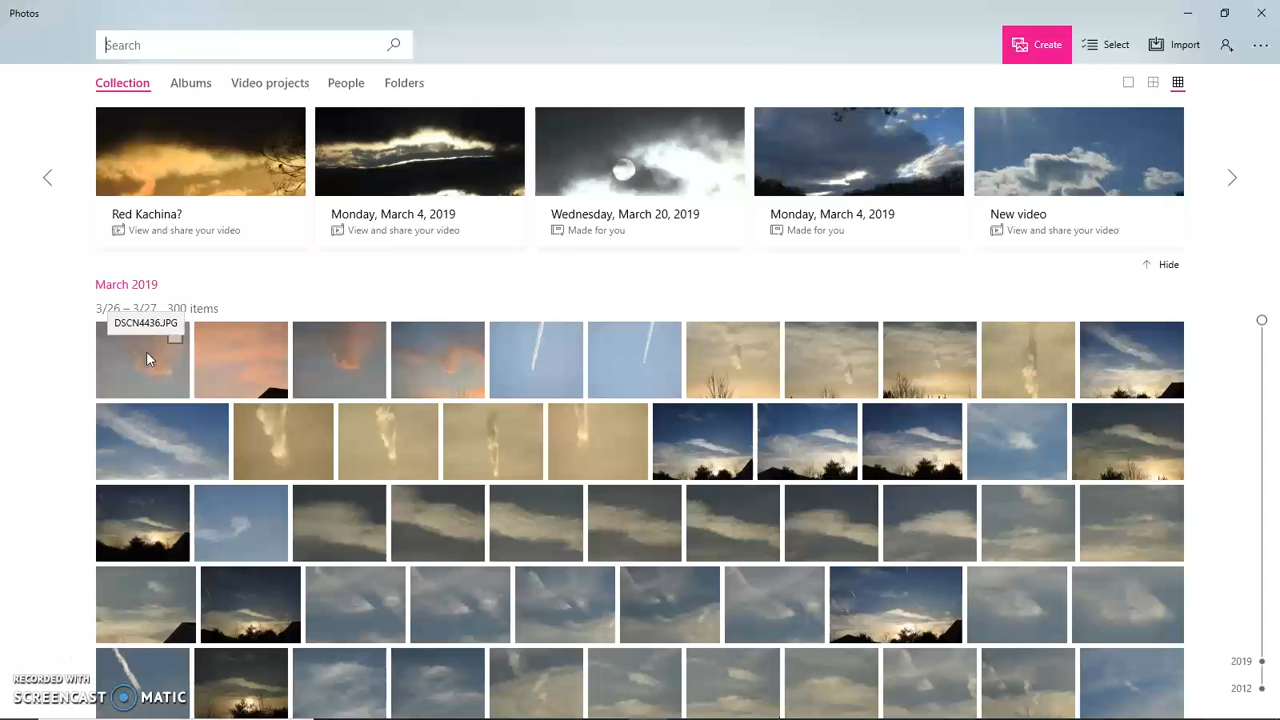 Photos
Search
Create
Select
Import
Collection Albums Video projects People Folders
Red Kachina?
View and share your video
Monday, March 4, 2019
View and share your video
Wednesday, March 20, 2019
Made for you
Monday, March 4, 2019
Made for you
New video
View and share your video
Hide
March 2019
3/26 – 3/27 300 items
DSCN4436.JPG
2019
2012
RECORDED WITH
SCREENCAST MATIC